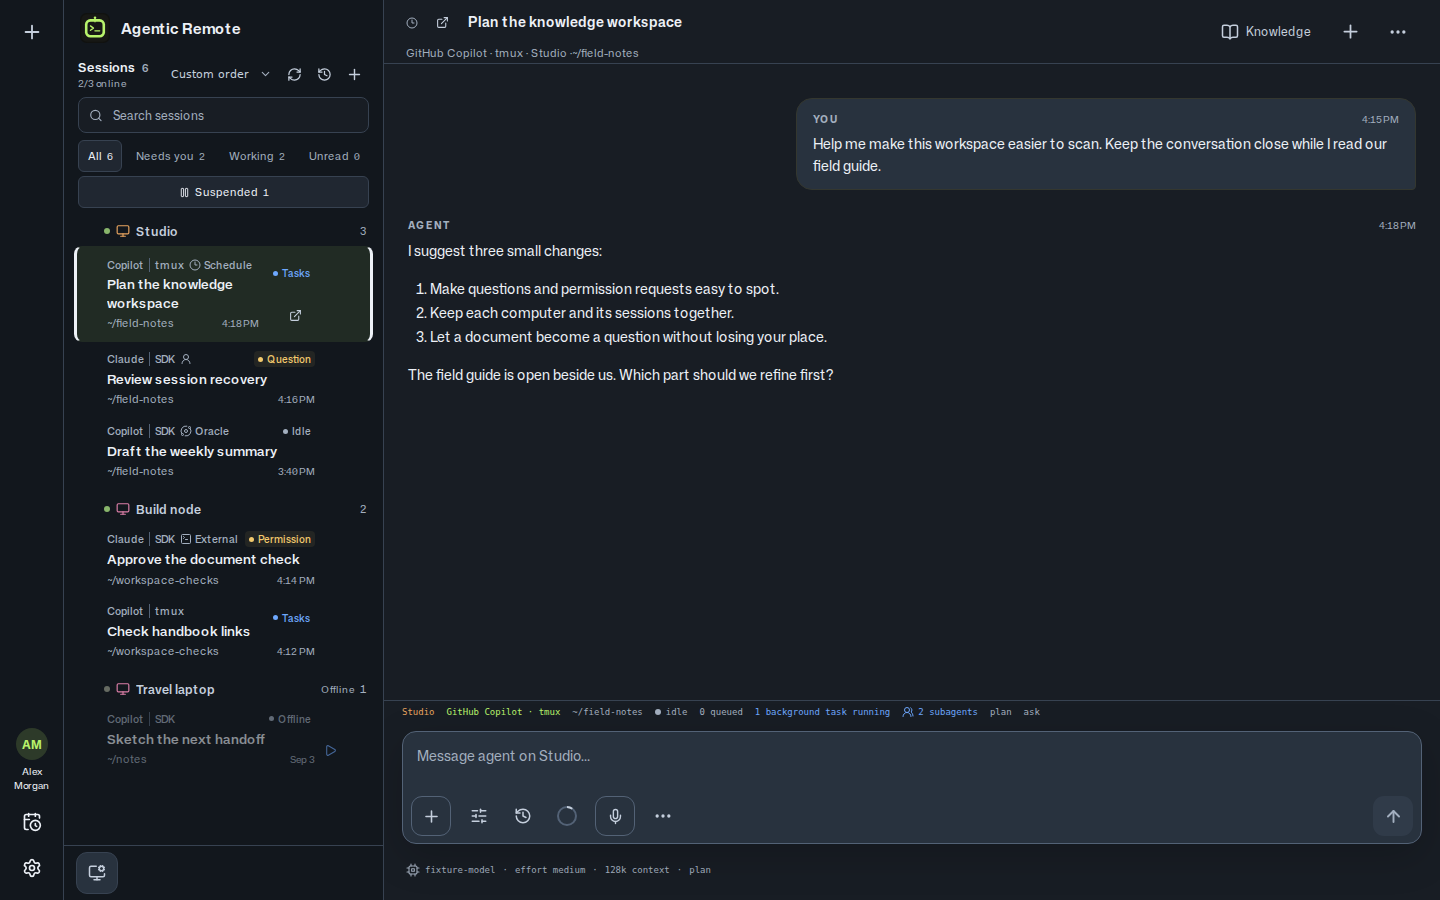 Agentic Remote
Sessions 6
2/3 online
Custom order
Search sessions
All 6
Needs you 2
Working 2
Unread 0
Suspended 1
Studio 3
Copilot | tmux Schedule
Tasks
Plan the knowledge
workspace
~/field-notes 4:18 PM
Claude | SDK Question
Review session recovery
~/field-notes 4:16 PM
Copilot | SDK Oracle Idle
Draft the weekly summary
~/field-notes 3:40 PM
Build node 2
Claude | SDK External Permission
Approve the document check
~/workspace-checks 4:14 PM
Copilot | tmux
Tasks
Check handbook links
~/workspace-checks 4:12 PM
Travel laptop Offline 1
Copilot | SDK Offline
Sketch the next handoff
~/notes Sep 3
AM
Alex
Morgan
Plan the knowledge workspace
GitHub Copilot · tmux · Studio · ~/field-notes
Knowledge
YOU 4:15 PM
Help me make this workspace easier to scan. Keep the conversation close while I read our
field guide.
AGENT 4:18 PM
I suggest three small changes:
1. Make questions and permission requests easy to spot.
2. Keep each computer and its sessions together.
3. Let a document become a question without losing your place.
The field guide is open beside us. Which part should we refine first?
Studio GitHub Copilot · tmux ~/field-notes idle 0 queued 1 background task running 2 subagents plan ask
Message agent on Studio...
fixture-model · effort medium · 128k context · plan